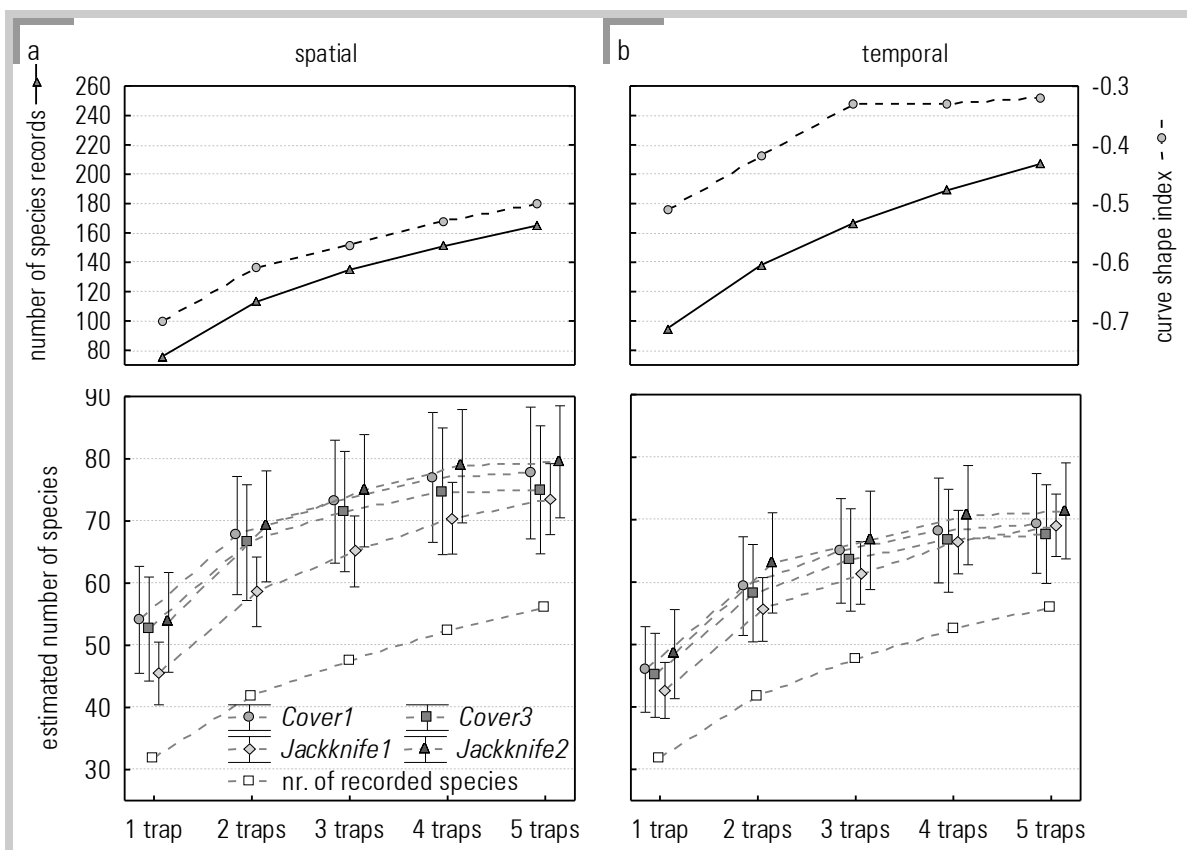 a
spatial
b
temporal
number of species records
260
240
220
200
180
160
140
120
100
80
-0.3
-0.4
-0.5
-0.6
-0.7
curve shape index
estimated number of species
90
80
70
60
50
40
30
Cover1
Cover3
Jackknife1
Jackknife2
nr. of recorded species
1 trap 2 traps 3 traps 4 traps 5 traps
1 trap 2 traps 3 traps 4 traps 5 traps